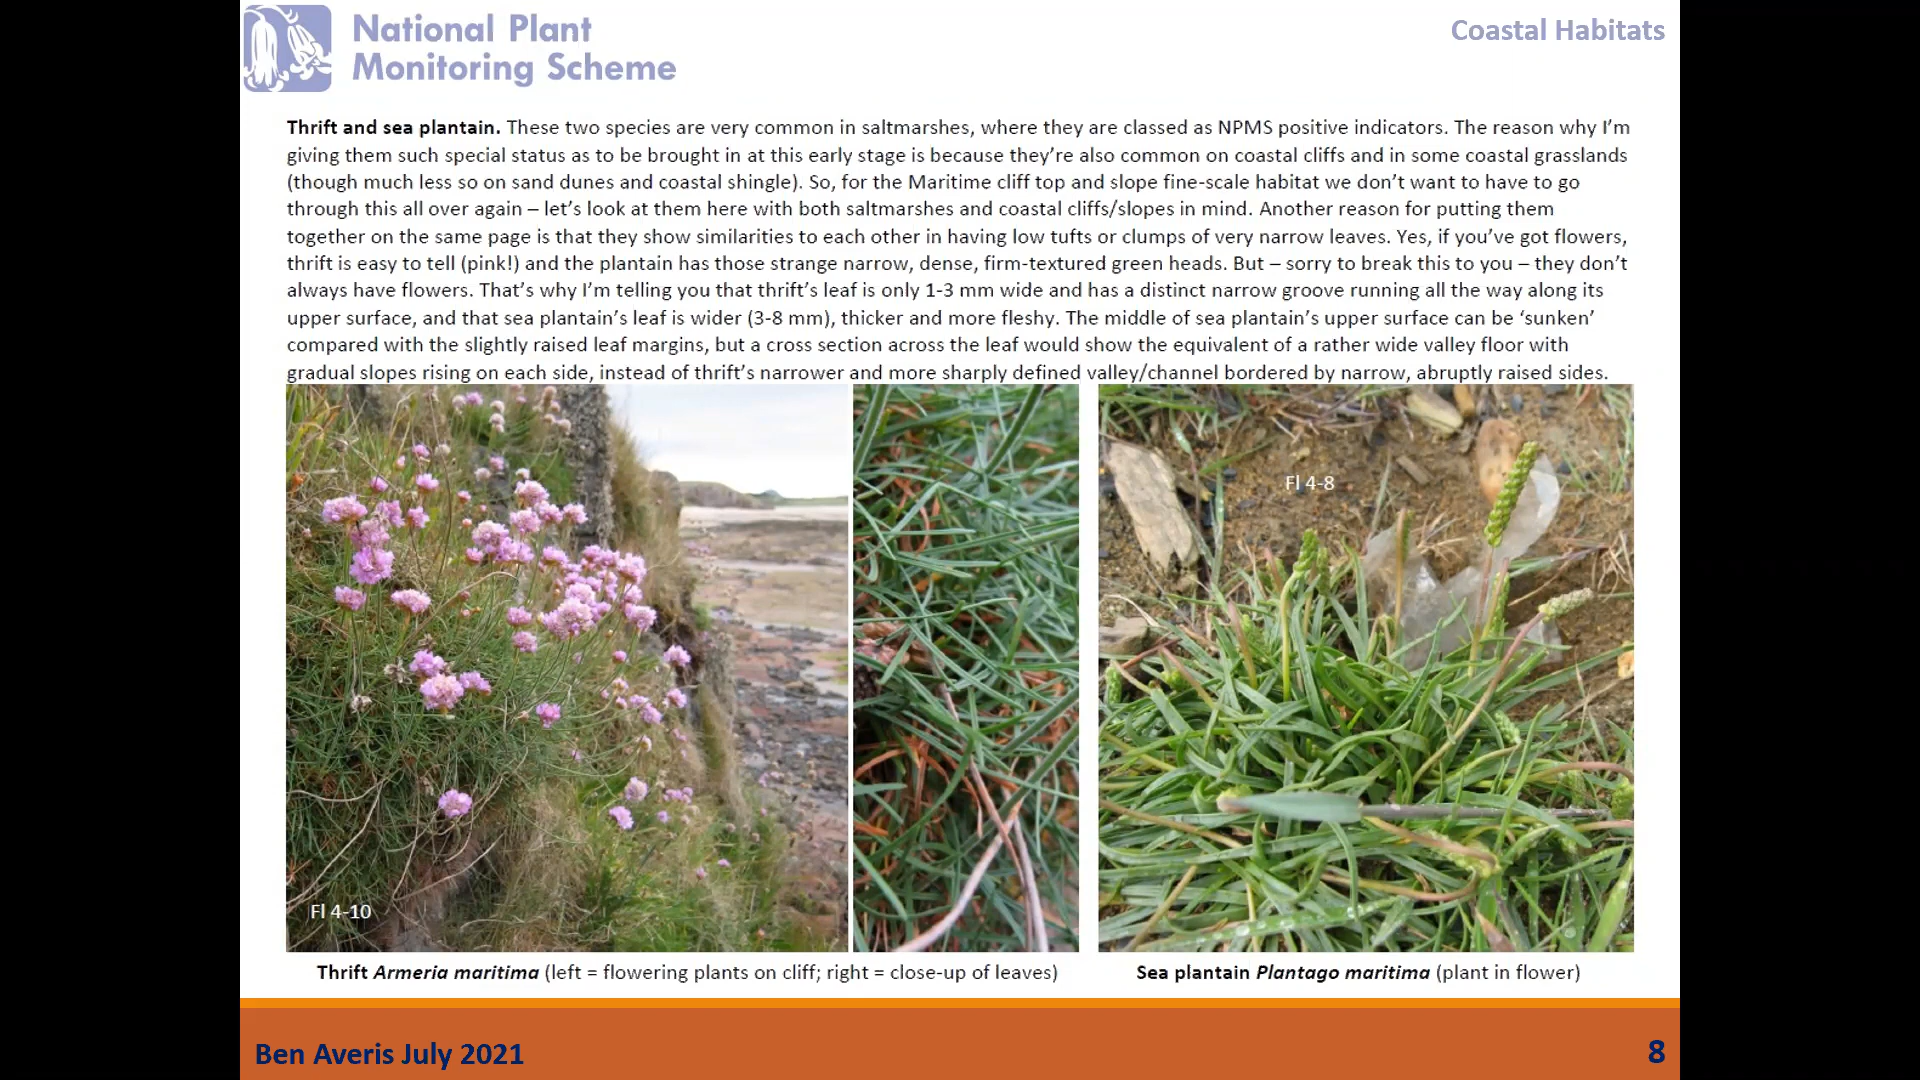 National Plant
Monitoring Scheme
Coastal Habitats
Thrift and sea plantain. These two species are very common in saltmarshes, where they are classed as NPMS positive indicators. The reason why I’m
giving them such special status as to be brought in at this early stage is because they’re also common on coastal cliffs and in some coastal grasslands
(though much less so on sand dunes and coastal shingle). So, for the Maritime cliff top and slope fine-scale habitat we don’t want to have to go
through this all over again – let’s look at them here with both saltmarshes and coastal cliffs/slopes in mind. Another reason for putting them
together on the same page is that they show similarities to each other in having low tufts or clumps of very narrow leaves. Yes, if you’ve got flowers,
thrift is easy to tell (pink!) and the plantain has those strange narrow, dense, firm-textured green heads. But – sorry to break this to you – they don’t
always have flowers. That’s why I’m telling you that thrift’s leaf is only 1-3 mm wide and has a distinct narrow groove running all the way along its
upper surface, and that sea plantain’s leaf is wider (3-8 mm), thicker and more fleshy. The middle of sea plantain’s upper surface can be ‘sunken’
compared with the slightly raised leaf margins, but a cross section across the leaf would show the equivalent of a rather wide valley floor with
gradual slopes rising on each side, instead of thrift’s narrower and more sharply defined valley/channel bordered by narrow, abruptly raised sides.
Fl 4-10
Fl 4-8
Thrift Armeria maritima (left = flowering plants on cliff; right = close-up of leaves)
Sea plantain Plantago maritima (plant in flower)
Ben Averis July 2021
8